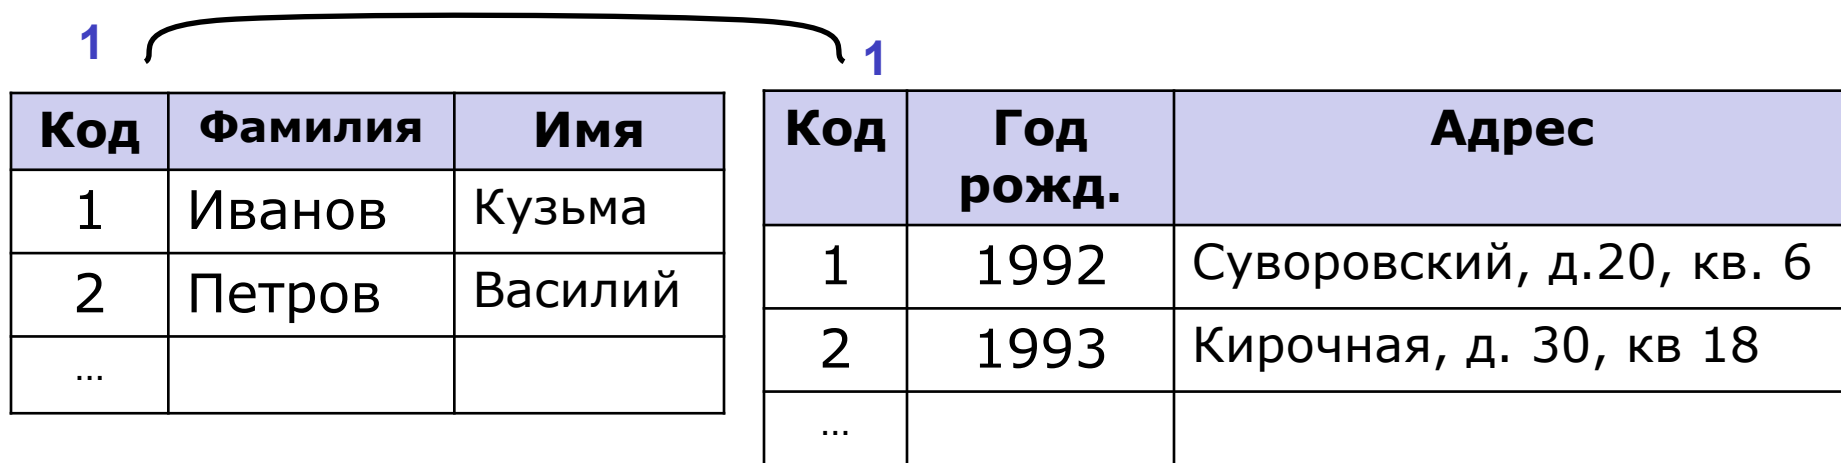 1 1
Код Фамилия Имя
1 Иванов Кузьма
2 Петров Василий
...
Код Год рожд. Адрес
1 1992 Суворовский, д.20, кв. 6
2 1993 Кирочная, д. 30, кв 18
...